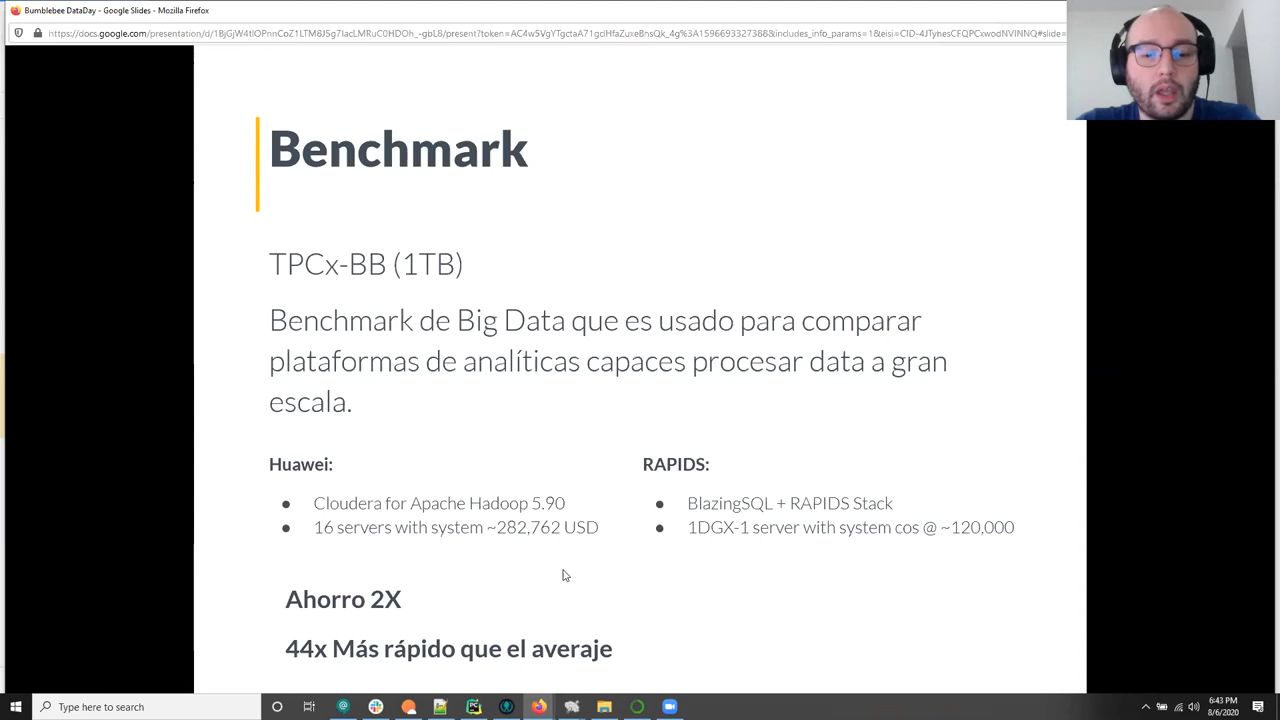 Bumblebee DataDay - Google Slides - Mozilla Firefox
Benchmark
TPCx-BB (1TB)
Benchmark de Big Data que es usado para comparar
plataformas de analíticas capaces procesar data a gran
escala.
Huawei:
● Cloudera for Apache Hadoop 5.90
● 16 servers with system ~282,762 USD
RAPIDS:
● BlazingSQL + RAPIDS Stack
● 1DGX-1 server with system cos @ ~120,000
Ahorro 2X
44x Más rápido que el averaje
Type here to search
6:43 PM
8/6/2020